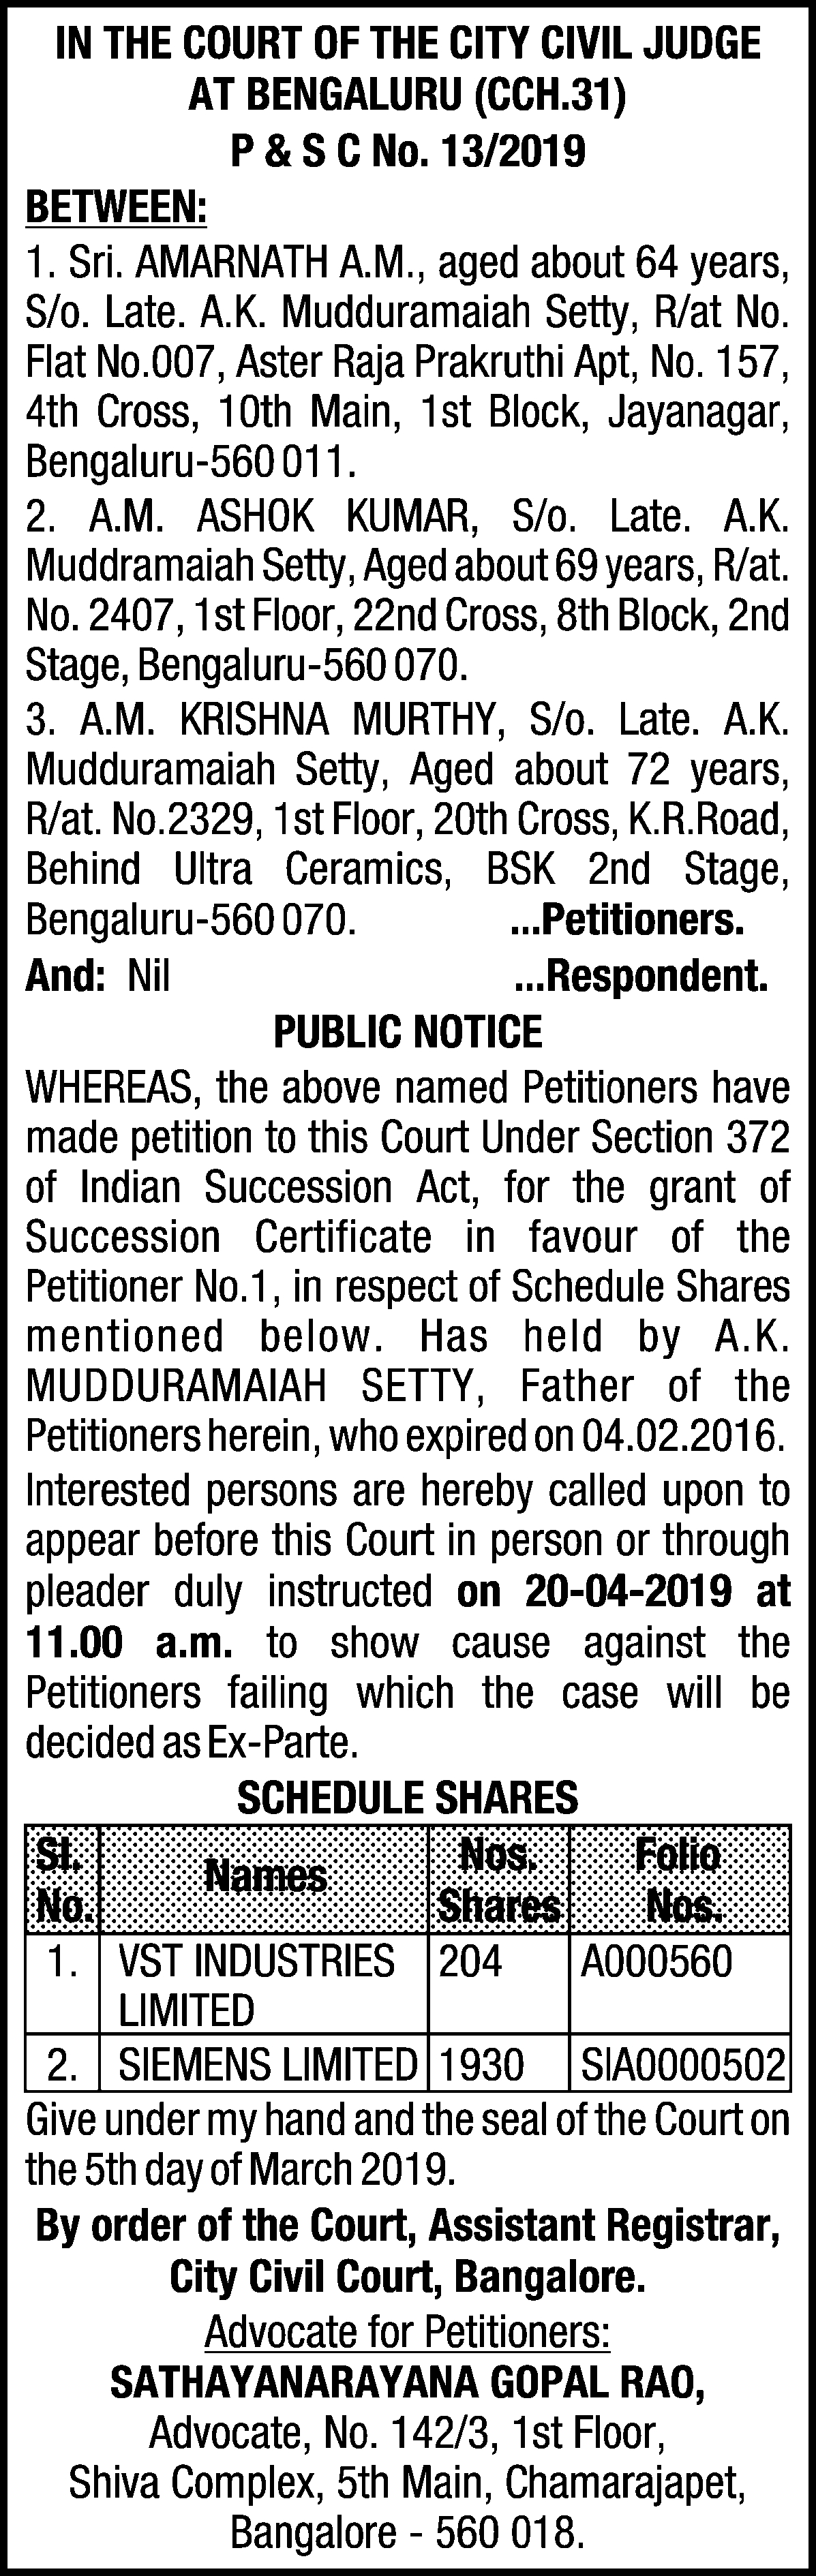 IN THE COURT OF THE CITY CIVIL JUDGE
AT BENGALURU (CCH.31)
P & S C No. 13/2019
BETWEEN:
1. Sri. AMARNATH A.M., aged about 64 years,
S/o. Late. A.K. Mudduramaiah Setty, R/at No.
Flat No.007, Aster Raja Prakruthi Apt, No. 157,
4th Cross, 10th Main, 1st Block, Jayanagar,
Bengaluru-560 011.
2. A.M. ASHOK KUMAR, S/o. Late. A.K.
Muddramaiah Setty, Aged about 69 years, R/at.
No. 2407, 1st Floor, 22nd Cross, 8th Block, 2nd
Stage, Bengaluru-560 070.
3. A.M. KRISHNA MURTHY, S/o. Late. A.K.
Mudduramaiah Setty, Aged about 72 years,
R/at. No.2329, 1st Floor, 20th Cross, K.R.Road,
Behind Ultra Ceramics, BSK 2nd Stage,
Bengaluru-560 070. ...Petitioners.
And: Nil ...Respondent.
PUBLIC NOTICE
WHEREAS, the above named Petitioners have
made petition to this Court Under Section 372
of Indian Succession Act, for the grant of
Succession Certificate in favour of the
Petitioner No.1, in respect of Schedule Shares
mentioned below. Has held by A.K.
MUDDURAMAIAH SETTY, Father of the
Petitioners herein, who expired on 04.02.2016.
Interested persons are hereby called upon to
appear before this Court in person or through
pleader duly instructed on 20-04-2019 at
11.00 a.m. to show cause against the
Petitioners failing which the case will be
decided as Ex-Parte.
SCHEDULE SHARES
Sl. No. Names Nos. Shares Folio Nos.
1. VST INDUSTRIES 204 A000560
LIMITED
2. SIEMENS LIMITED 1930 SIA0000502
Give under my hand and the seal of the Court on
the 5th day of March 2019.
By order of the Court, Assistant Registrar,
City Civil Court, Bangalore.
Advocate for Petitioners:
SATHAYANARAYANA GOPAL RAO,
Advocate, No. 142/3, 1st Floor,
Shiva Complex, 5th Main, Chamarajapet,
Bangalore - 560 018.